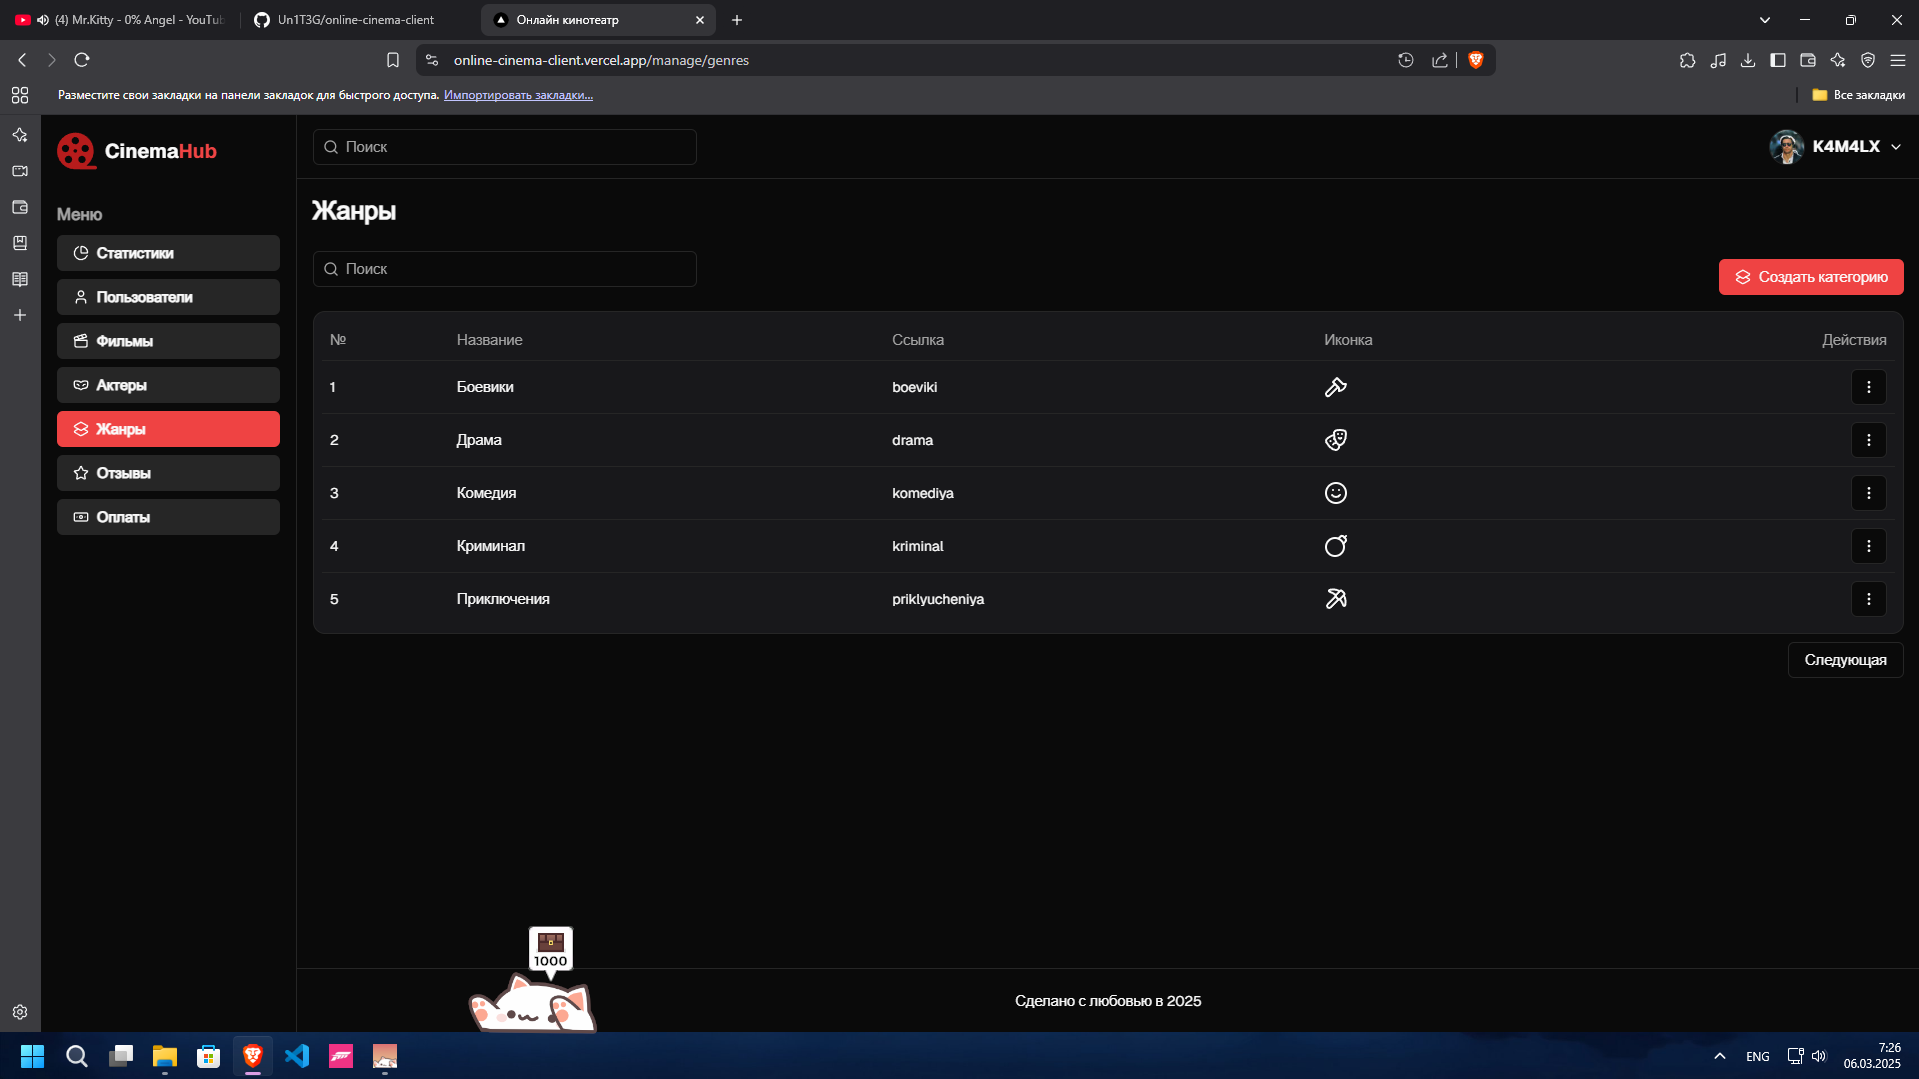 (4) Mr.Kitty - 0% Angel - YouTub
Un1T3G/online-cinema-client
Онлайн кинотеатр
online-cinema-client.vercel.app/manage/genres
Разместите свои закладки на панели закладок для быстрого доступа. Импортировать закладки...
Все закладки
CinemaHub
Поиск
K4M4LX
Меню
Статистики
Пользователи
Фильмы
Актеры
Жанры
Отзывы
Оплаты
Жанры
Поиск
Создать категорию
№ Название Ссылка Иконка Действия
1 Боевики boeviki
2 Драма drama
3 Комедия komediya
4 Криминал kriminal
5 Приключения priklyucheniya
Следующая
1000
Сделано с любовью в 2025
ENG
7:26
06.03.2025